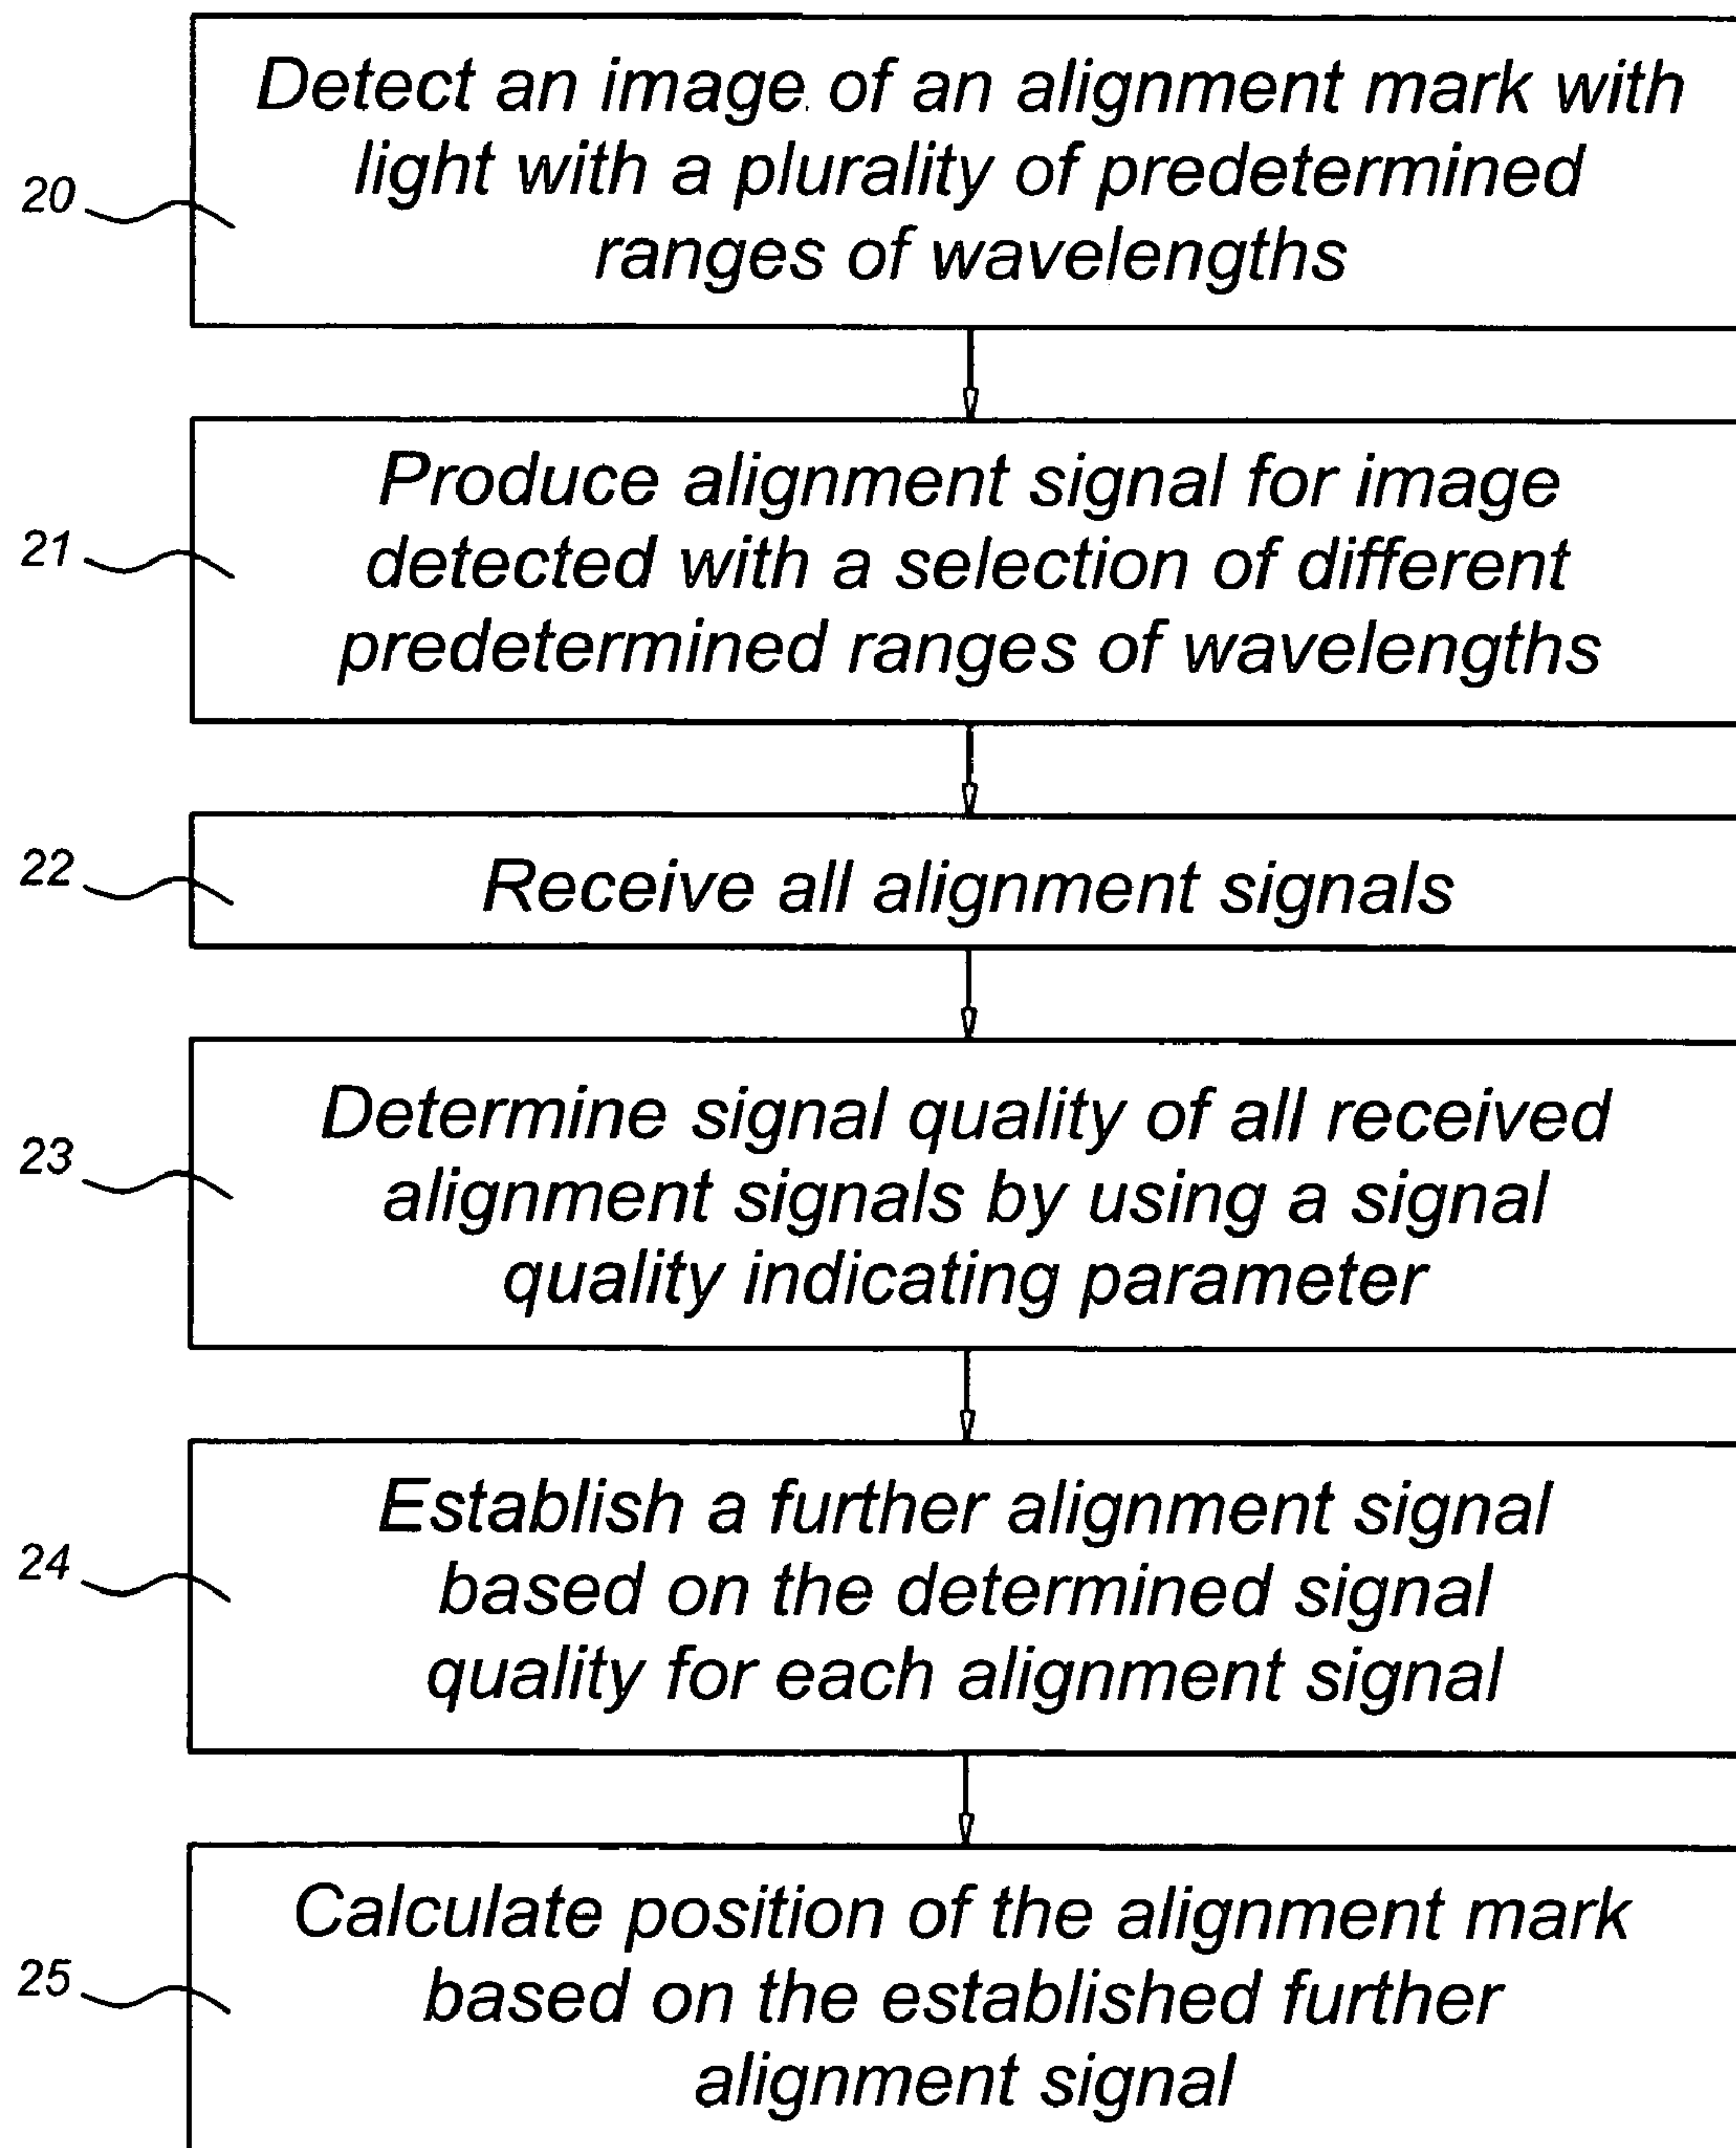 Detect an image of an alignment mark with
light with a plurality of predetermined
ranges of wavelengths
20
Produce alignment signal for image
detected with a selection of different
predetermined ranges of wavelengths
21
Receive all alignment signals
22
Determine signal quality of all received
alignment signals by using a signal
quality indicating parameter
23
Establish a further alignment signal
based on the determined signal
quality for each alignment signal
24
Calculate position of the alignment mark
based on the established further
alignment signal
25